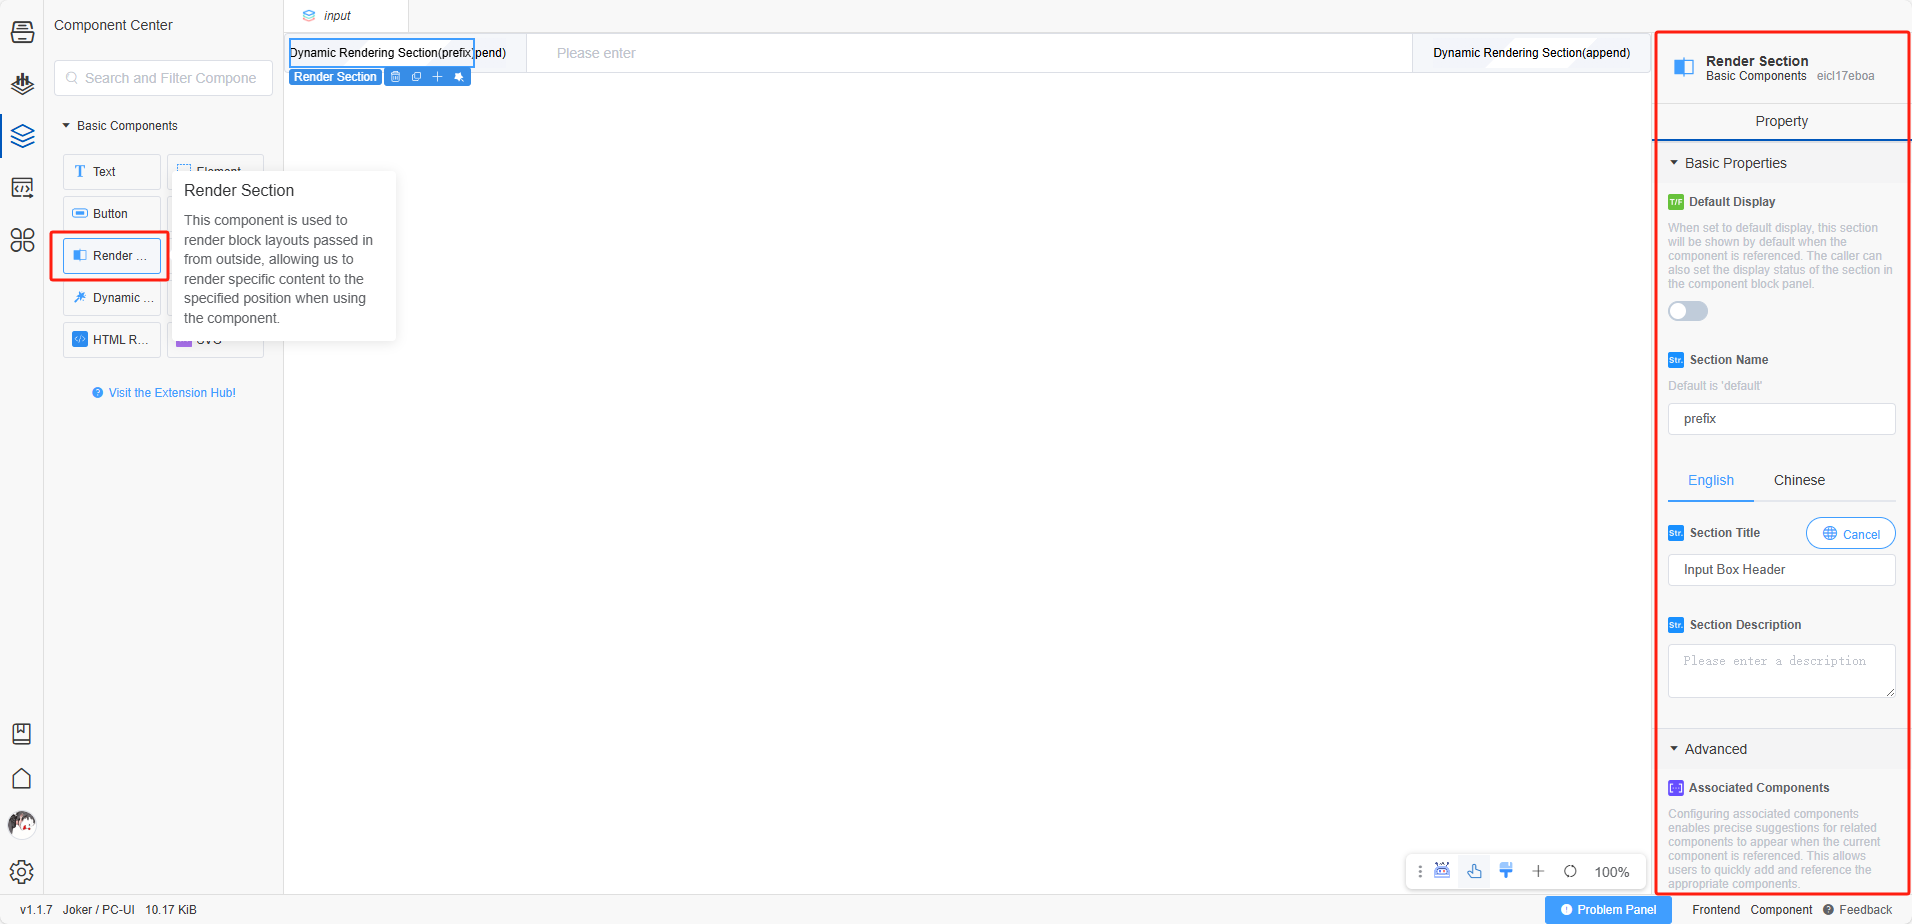 Component Center
input
Search and Filter Compone
Basic Components
Text
Element
Button
Render ...
Dynamic ...
HTML R...
Visit the Extension Hub!
Render Section
This component is used to
render block layouts passed in
from outside, allowing us to
render specific content to the
specified position when using
the component.
Dynamic Rendering Section(prefix)pend)
Please enter
Dynamic Rendering Section(append)
Render Section
Render Section
Basic Components eicl17eboa
Property
Basic Properties
T/F Default Display
When set to default display, this section
will be shown by default when the
component is referenced. The caller can
also set the display status of the section in
the component block panel.
Str. Section Name
Default is 'default'
prefix
English Chinese
Str. Section Title
Cancel
Input Box Header
Str. Section Description
Please enter a description
Advanced
Associated Components
Configuring associated components
enables precise suggestions for related
components to appear when the current
component is referenced. This allows
users to quickly add and reference the
appropriate components.
100%
v1.1.7 Joker / PC-UI 10.17 KiB
Problem Panel
Frontend Component Feedback